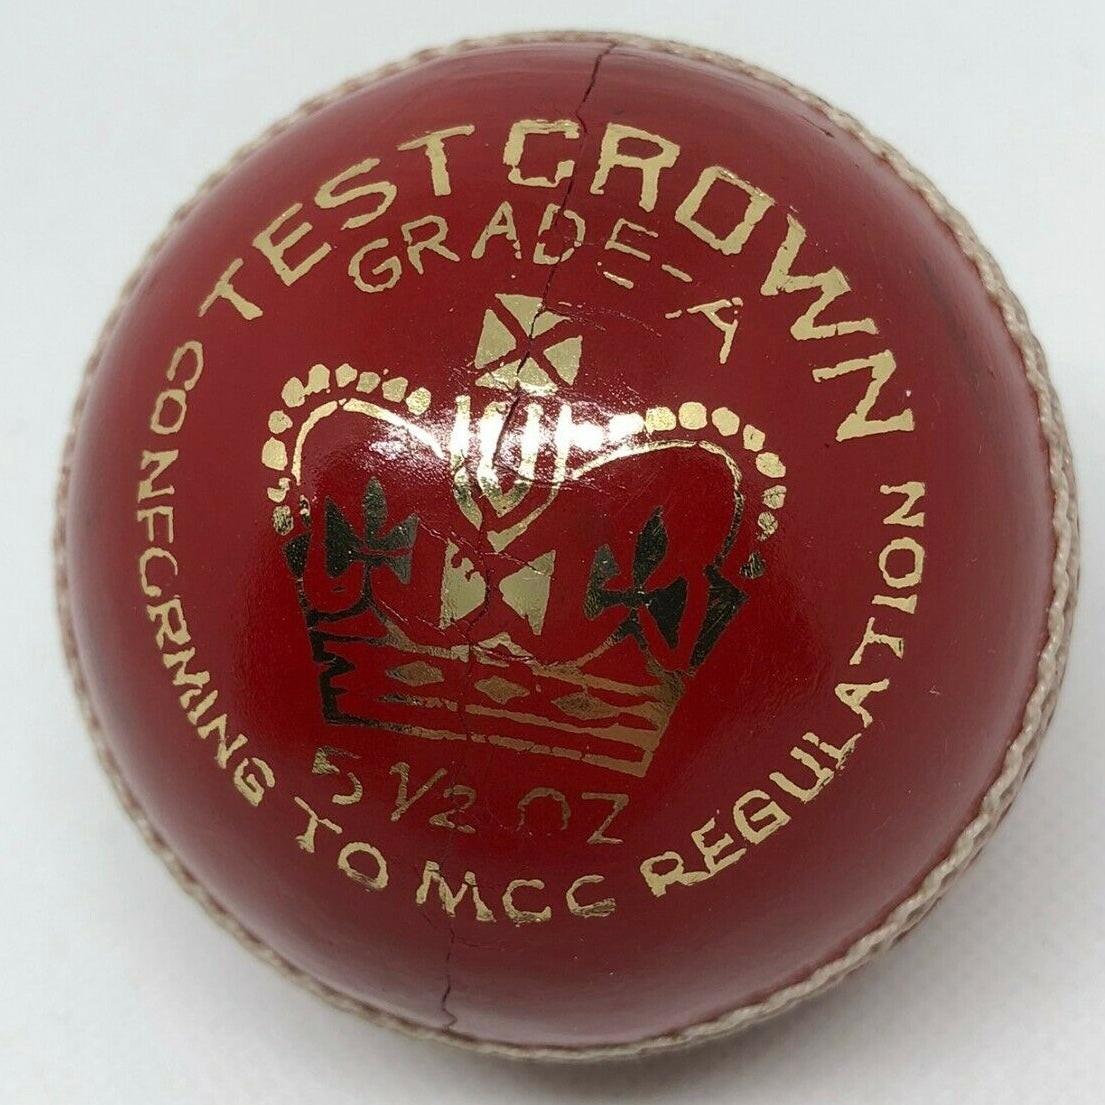 TEST CROWN
GRADE-A
5 1/2 OZ
CONFORMING TO MCC REGULATION